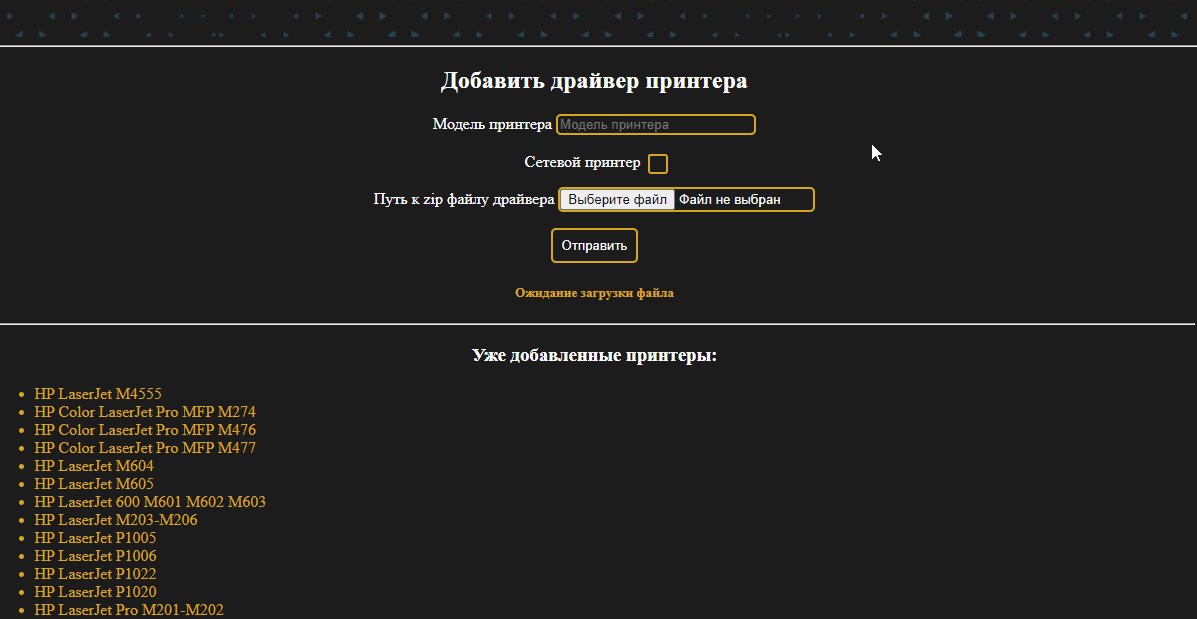 Добавить драйвер принтера
Модель принтера Модель принтера
Сетевой принтер
Путь к zip файлу драйвера Выберите файл Файл не выбран
Отправить
Ожидание загрузки файла
Уже добавленные принтеры:
HP LaserJet M4555
HP Color LaserJet Pro MFP M274
HP Color LaserJet Pro MFP M476
HP Color LaserJet Pro MFP M477
HP LaserJet M604
HP LaserJet M605
HP LaserJet 600 M601 M602 M603
HP LaserJet M203-M206
HP LaserJet P1005
HP LaserJet P1006
HP LaserJet P1022
HP LaserJet P1020
HP LaserJet Pro M201-M202